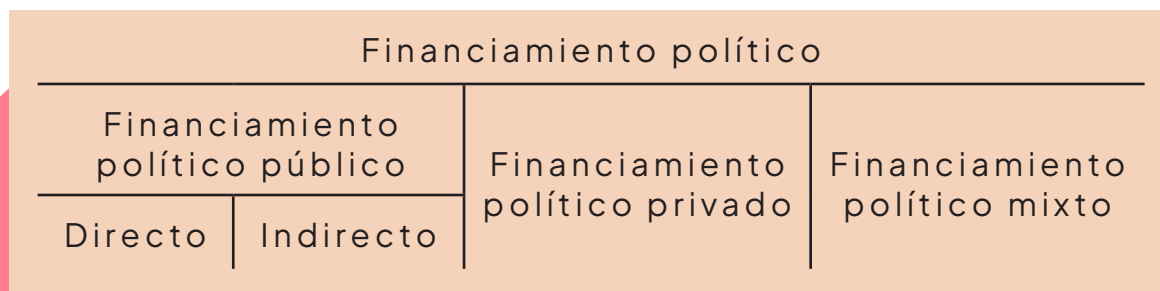 Financiamiento político
Financiamiento
político público
Directo
Indirecto
Financiamiento
político privado
Financiamiento
político mixto